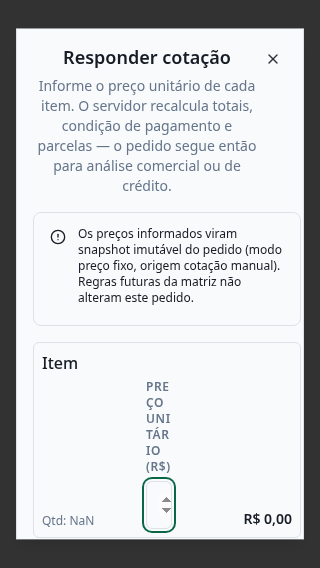 Responder cotação
Informe o preço unitário de cada
item. O servidor recalcula totais,
condição de pagamento e
parcelas — o pedido segue então
para análise comercial ou de
crédito.
Os preços informados viram
snapshot imutável do pedido (modo
preço fixo, origem cotação manual).
Regras futuras da matriz não
alteram este pedido.
Item
PRE
ÇO
UNI
TÁR
IO
(R$)
Qtd: NaN
R$ 0,00